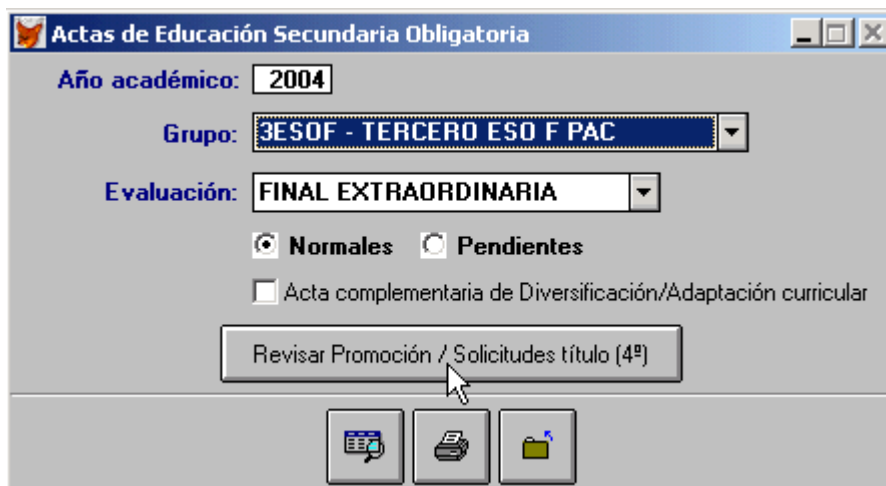 Actas de Educación Secundaria Obligatoria
Año académico: 2004
Grupo: 3ESOF - TERCERO ESO F PAC
Evaluación: FINAL EXTRAORDINARIA
Normales Pendientes
Acta complementaria de Diversificación/Adaptación curricular
Revisar Promoción / Solicitudes título (4º)